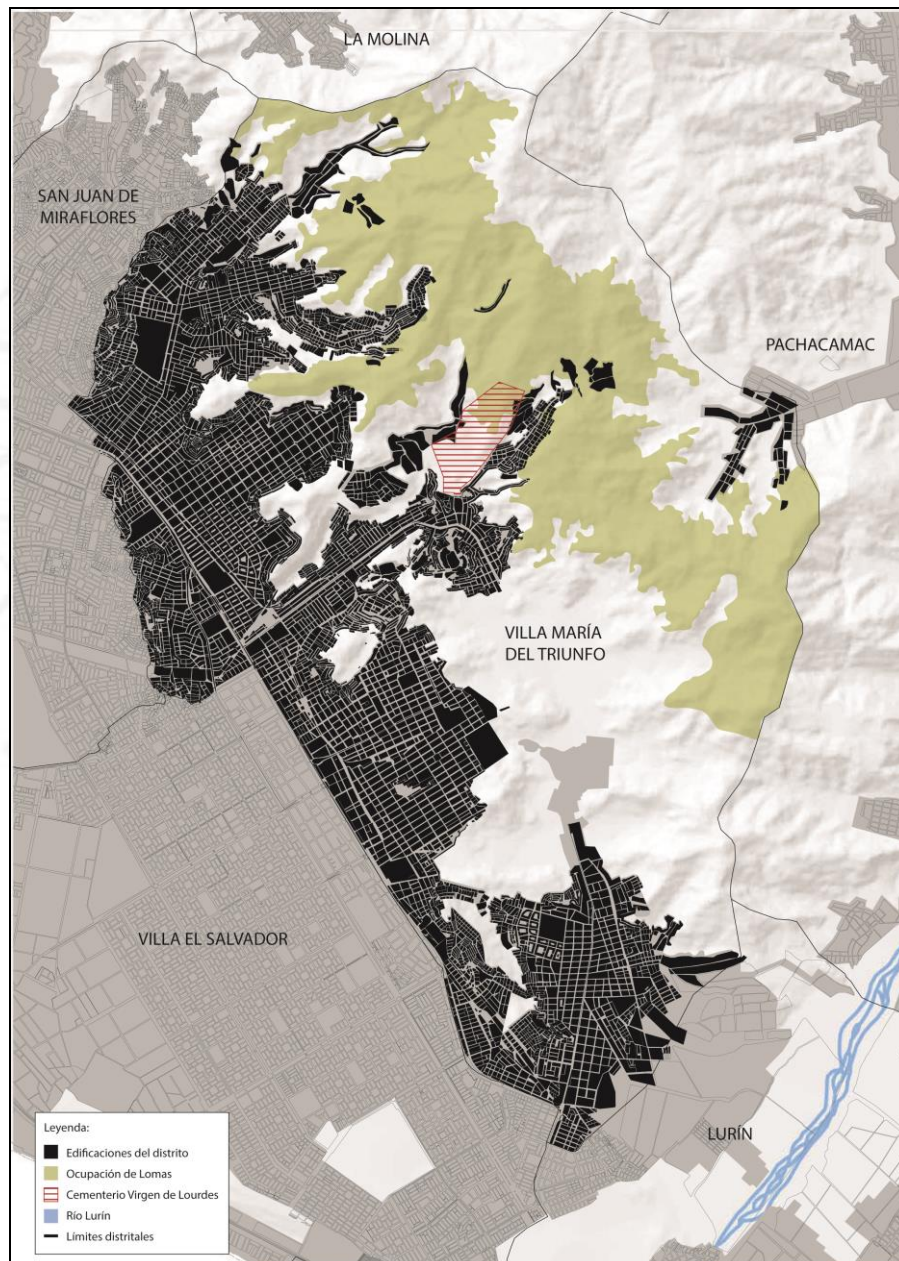 LA MOLINA
SAN JUAN DE
MIRAFLORES
PACHACAMAC
VILLA MARÍA
DEL TRIUNFO
VILLA EL SALVADOR
LURÍN
Leyenda:
Edificaciones del distrito
Ocupación de Lomas
Cementerio Virgen de Lourdes
Río Lurín
Límites distritales